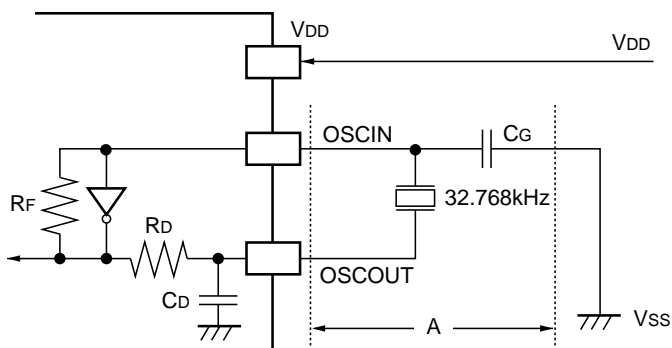 VDD
VDD
OSCIN
CG
RF
32.768kHz
RD
OSCOUT
CD
A
VSS